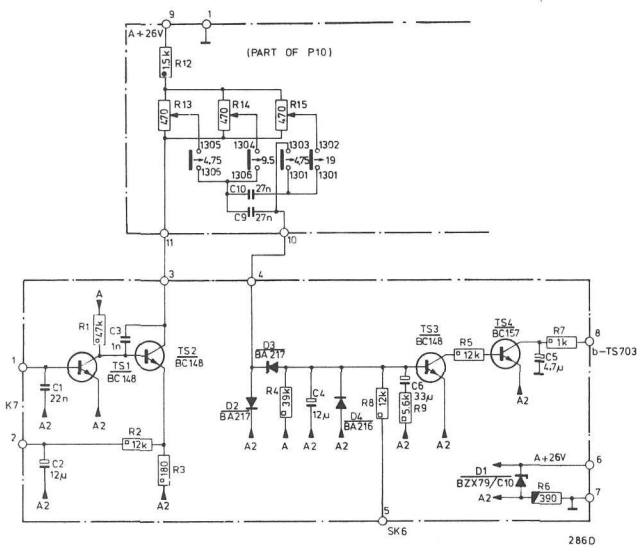 9 1
A+26V
(PART OF P10)
1,5k R12
R13 R14 R15
470 470 470
1305 1304 1303 1302
4.75 9.5 4,75 19
1305 1306 1301 1301
C10 27n
C9 27n
11 10
3 4
A
R1 47k
C3 1n
TS2
BC148
TS1
BC148
1
C1
22n
K7
A2 A2
2
R2
12k
C2
12µ
180 R3
A2 A2
D3
BA217
D2
BA217
R4 39k
C4
12µ
D4
BA216
R8 12k
C6
33µ
5.6k R9
A2 A A2 A2 A2 A2
TS3
BC148
R5
12k
TS4
BC157
R7
1k
8
b-TS703
C5
4.7µ
A2 A2
A+26V 6
D1
BZX79/C10
R6
A2 390 7
5
SK6
286D